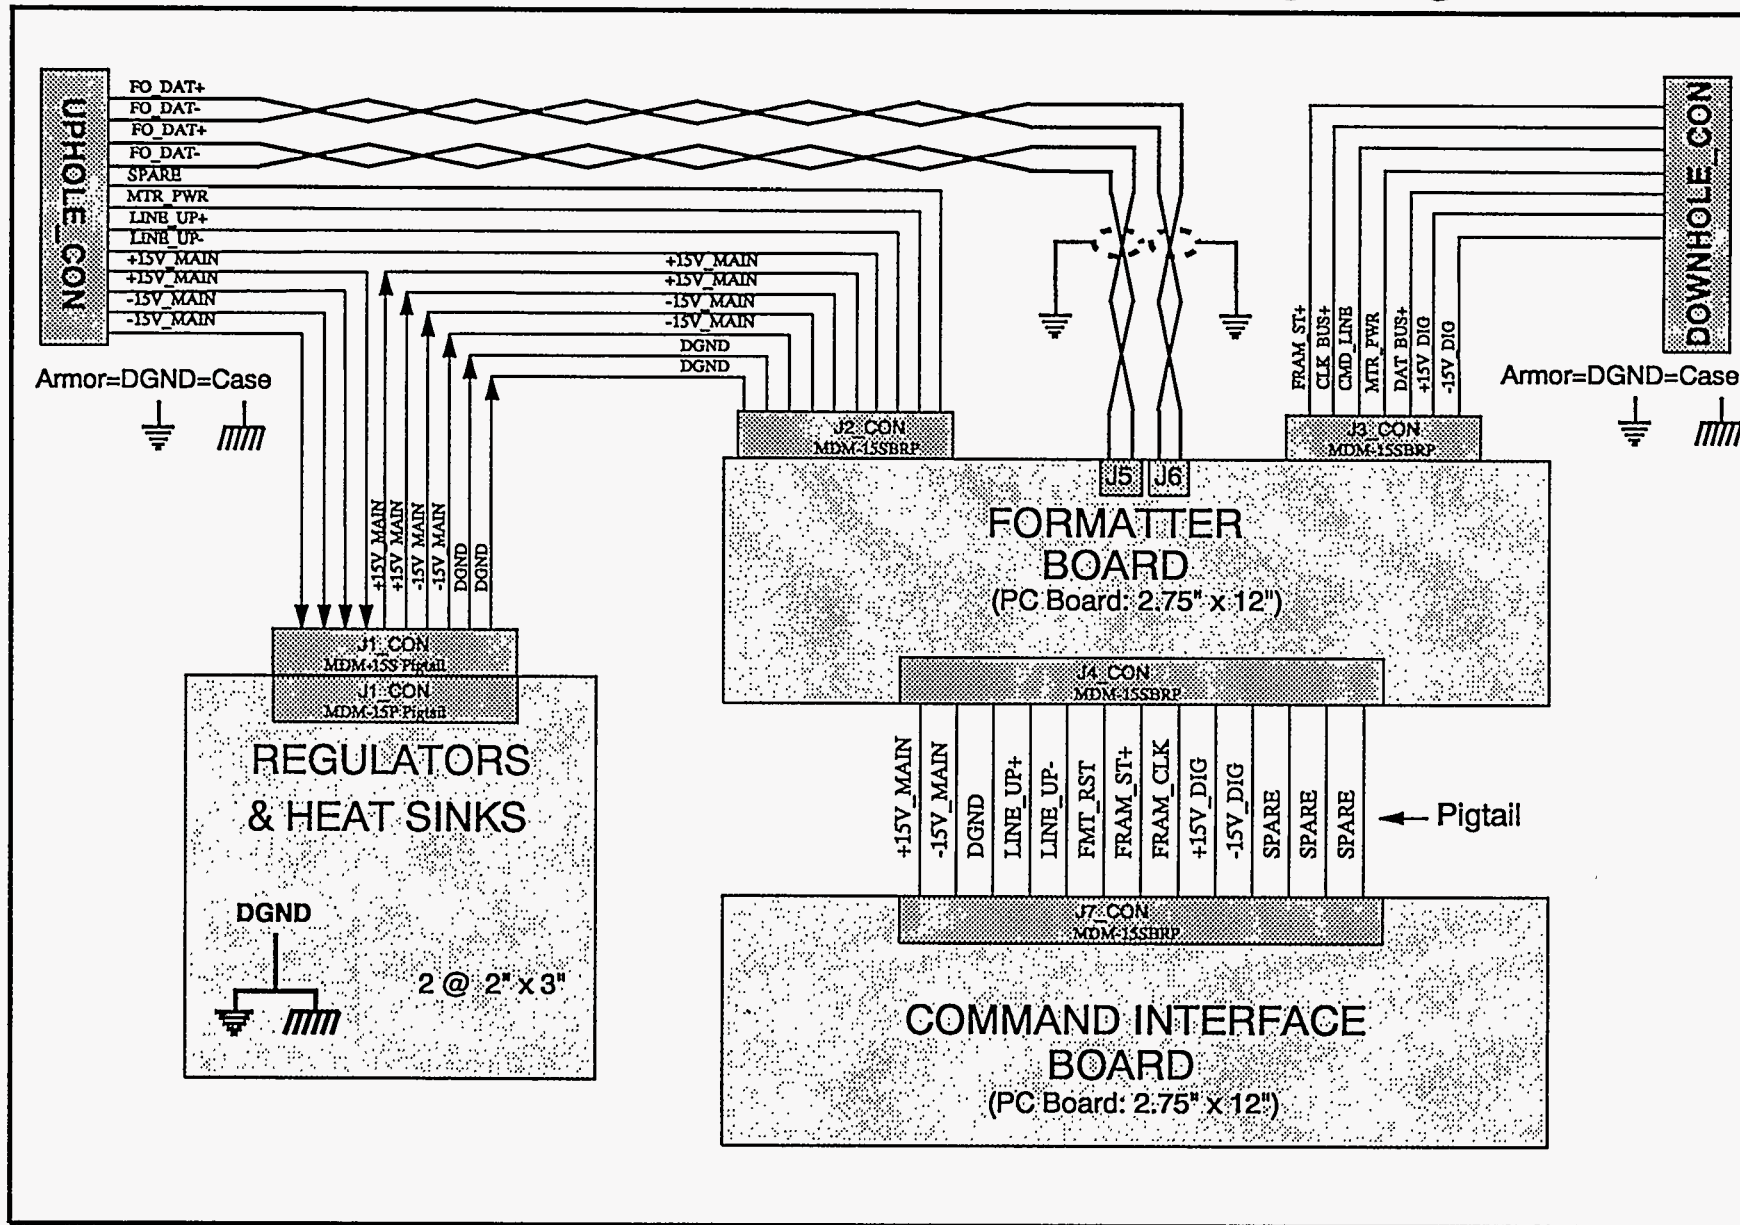 UPHOLE_CON
FO_DAT+
FO_DAT-
FO_DAT+
FO_DAT-
SPARE
MTR_PWR
LINE_UP+
LINE_UP-
+15V_MAIN
+15V_MAIN
-15V_MAIN
-15V_MAIN
Armor=DGND=Case
+15V_MAIN
+15V_MAIN
-15V_MAIN
-15V_MAIN
DGND
DGND
DOWNHOLE_CON
FRAM_ST+
CLK_BUS+
CMD_LINE
MTR_PWR
DAT_BUS+
+15V_DIG
-15V_DIG
Armor=DGND=Case
J2_CON
MDM-15SBRP
J3_CON
MDM-15SBRP
J5
J6
FORMATTER
BOARD
(PC Board: 2.75" x 12")
+15V_MAIN
+15V_MAIN
-15V_MAIN
-15V_MAIN
DGND
DGND
J1_CON
MDM-15S Pigtail
J1_CON
MDM-15P Pigtail
REGULATORS
& HEAT SINKS
DGND
2 @ 2" x 3"
J4_CON
MDM-15SBRP
+15V_MAIN
-15V_MAIN
DGND
LINE_UP+
LINE_UP-
FMT_RST
FRAM_ST+
FRAM_CLK
+15V_DIG
-15V_DIG
SPARE
SPARE
SPARE
Pigtail
J7_CON
MDM-15SBRP
COMMAND INTERFACE
BOARD
(PC Board: 2.75" x 12")